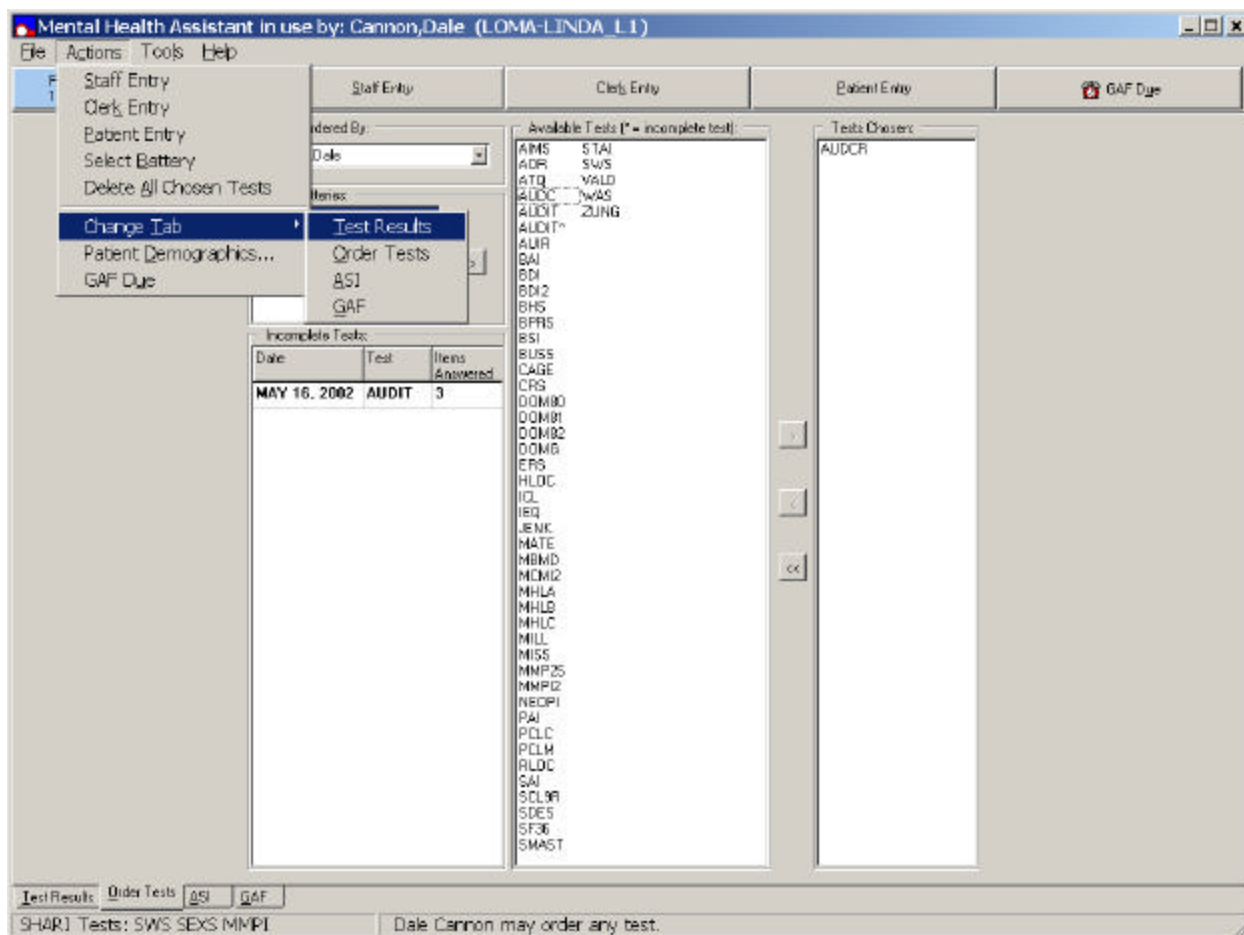 Mental Health Assistant in use by: Cannon,Dale (LOMA-LINDA_L1)
File Actions Tools Help
Staff Entry
Clerk Entry
Patient Entry
GAF Due
Staff Entry
Clerk Entry
Patient Entry
Select Battery
Delete All Chosen Tests
Change Tab
Patient Demographics...
GAF Due
Test Results
Order Tests
ASI
GAF
dered By:
Dale
tteries:
Incomplete Tests:
Date Test Items Answered
MAY 16, 2002 AUDIT 3
Available Tests (* = incomplete test):
AIMS STAI
ADR SWS
ATQ VALD
AUDC WAS
AUDIT ZUNG
AUDIT*
AUIR
BAI
BDI
BDI2
BHS
BPRS
BSI
BUSS
CAGE
CRS
DOM80
DOM81
DOM82
DOMG
ERS
HLOC
ICL
IEQ
JENK
MATE
MBMD
MCMI2
MHLA
MHLB
MHLC
MILL
MISS
MMP2S
MMPI2
NEOPI
PAI
PCLC
PCLM
RLOC
SAI
SCL9R
SDES
SF36
SMAST
>
<
<<
Tests Chosen:
AUDCR
Test Results Order Tests ASI GAF
SHARI Tests: SWS SEXS MMPI Dale Cannon may order any test.